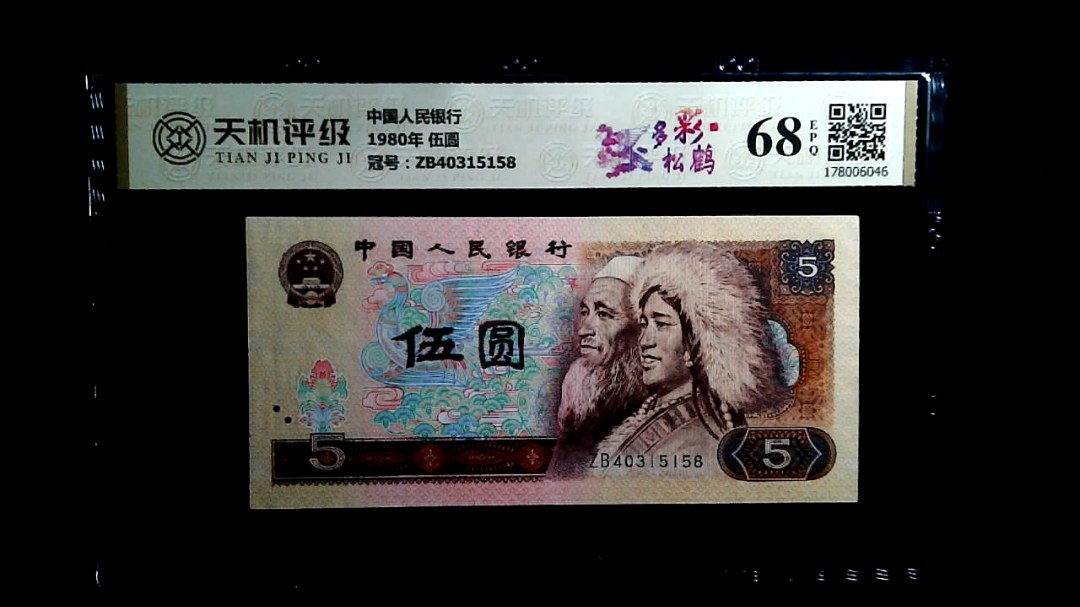 天机评级
TIAN JI PING JI
中国人民银行
1980年 伍圆
冠号：ZB40315158
多彩
松鹤
68
EPQ
178006046
中国人民银行
5
伍圆
5
ZB40315158
5